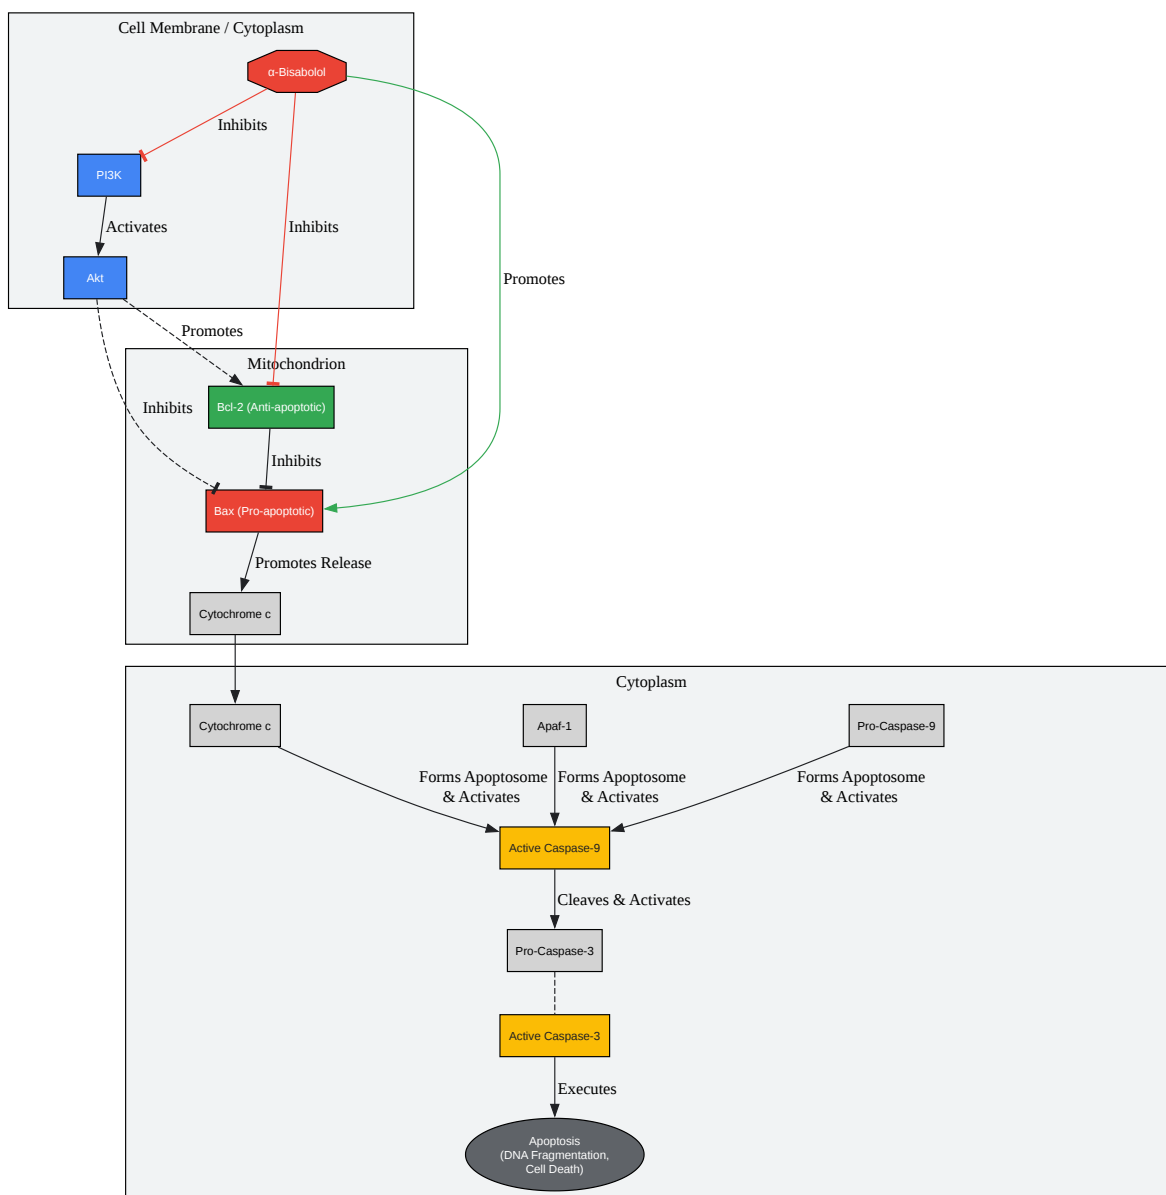 Cell Membrane / Cytoplasm
α-Bisabolol
Inhibits
PI3K
Activates
Inhibits
Akt
Promotes
Promotes
Mitochondrion
Bcl-2 (Anti-apoptotic)
Inhibits
Inhibits
Bax (Pro-apoptotic)
Promotes Release
Cytochrome c
Cytoplasm
Cytochrome c
Apaf-1
Pro-Caspase-9
Forms Apoptosome
& Activates
Forms Apoptosome
& Activates
Forms Apoptosome
& Activates
Active Caspase-9
Cleaves & Activates
Pro-Caspase-3
Active Caspase-3
Executes
Apoptosis
(DNA Fragmentation,
Cell Death)